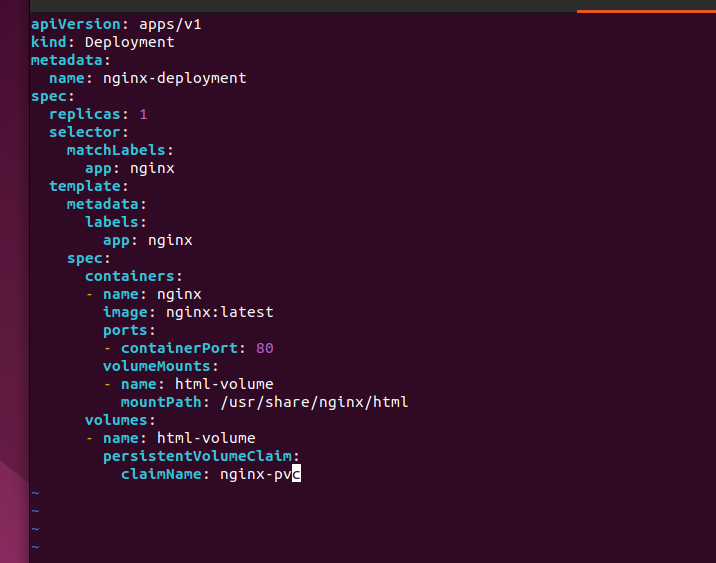 apiVersion: apps/v1
kind: Deployment
metadata:
  name: nginx-deployment
spec:
  replicas: 1
  selector:
    matchLabels:
      app: nginx
  template:
    metadata:
      labels:
        app: nginx
    spec:
      containers:
      - name: nginx
        image: nginx:latest
        ports:
        - containerPort: 80
        volumeMounts:
        - name: html-volume
          mountPath: /usr/share/nginx/html
      volumes:
      - name: html-volume
        persistentVolumeClaim:
          claimName: nginx-pvc
~
~
~
~